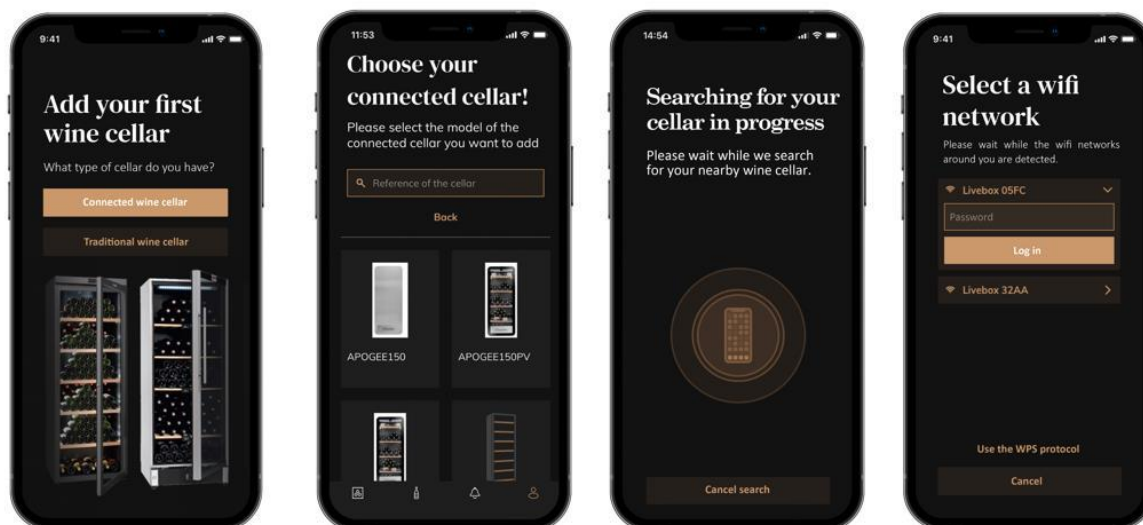 9:41
Add your first
wine cellar
What type of cellar do you have?
Connected wine cellar
Traditional wine cellar
11:53
Choose your
connected cellar!
Please select the model of the
connected cellar you want to add
Reference of the cellar
Back
APOGEE150
APOGEE150PV
14:54
Searching for your
cellar in progress
Please wait while we search
for your nearby wine cellar.
Cancel search
9:41
Select a wifi
network
Please wait while the wifi networks
around you are detected.
Livebox 05FC
Password
Log in
Livebox 32AA
Use the WPS protocol
Cancel